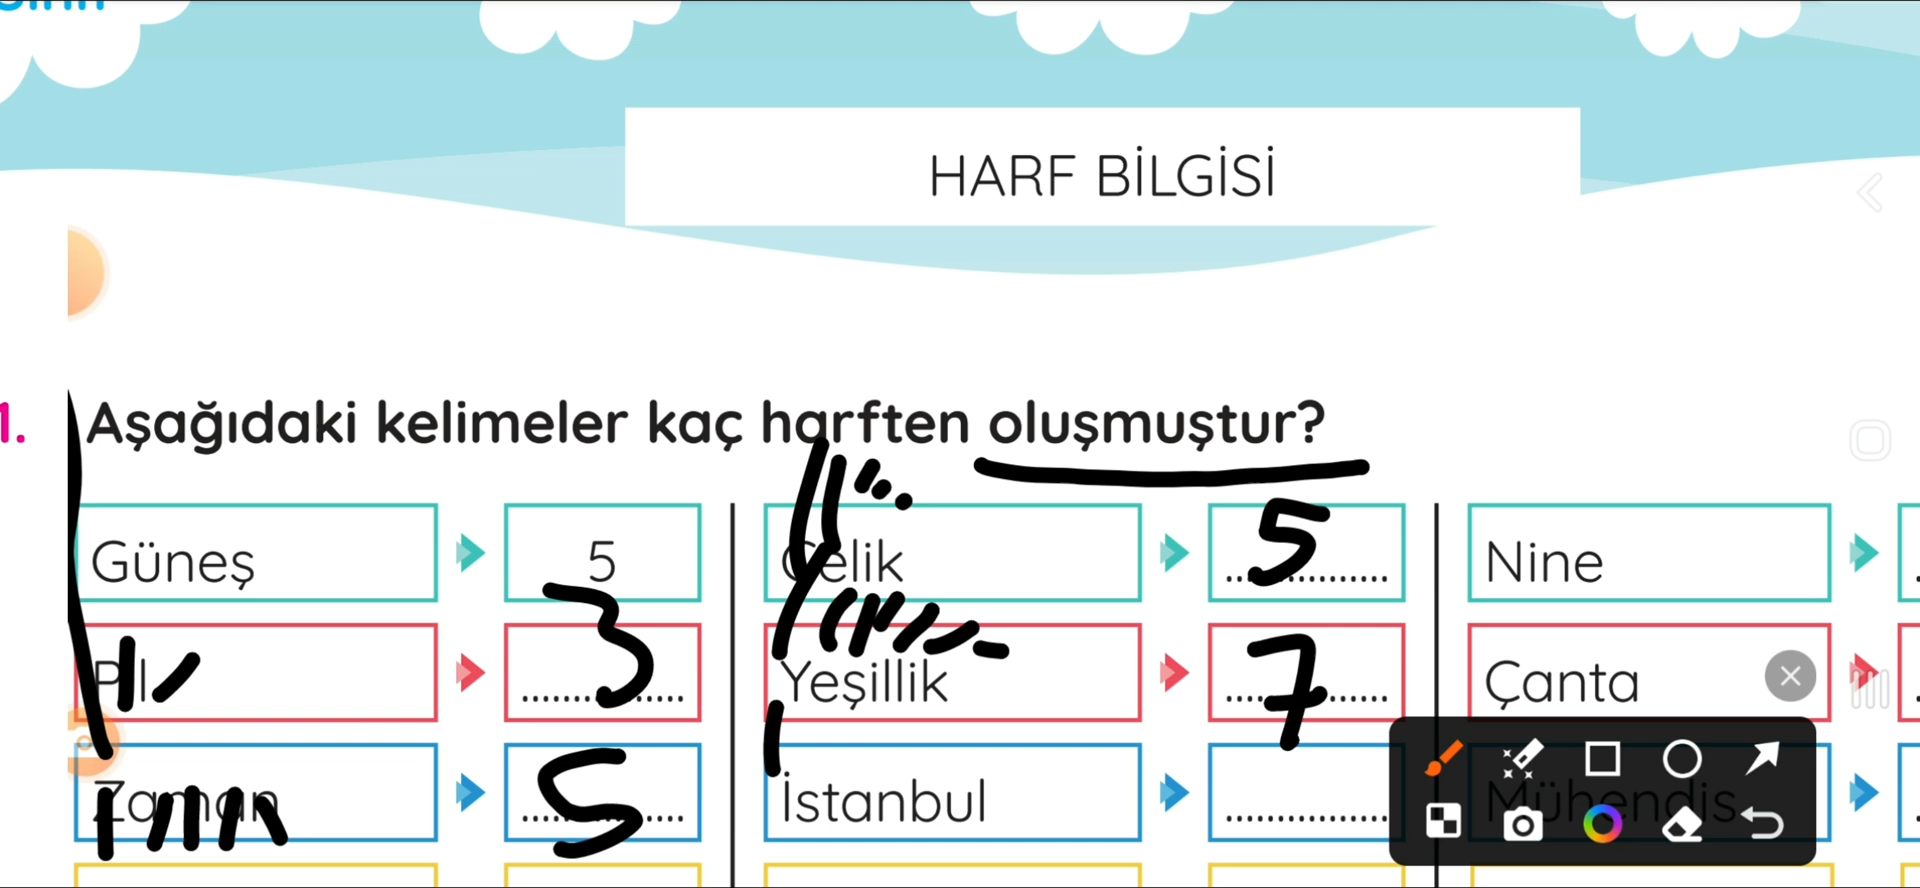 HARF BİLGİSİ
1. Aşağıdaki kelimeler kaç harften oluşmuştur?
Güneş 5 Çelik 5 Nine
Pil 3 Yeşillik 7 Çanta
Zaman 5 İstanbul ................ Mühendis